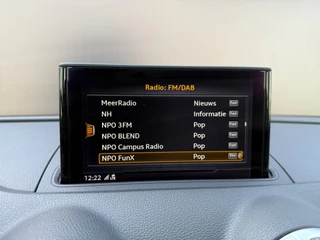 Radio: FM/DAB
MeerRadio Nieuws
NH Informatie
NPO 3FM Pop
NPO BLEND Pop
NPO Campus Radio Pop
NPO FunX Pop
12:22